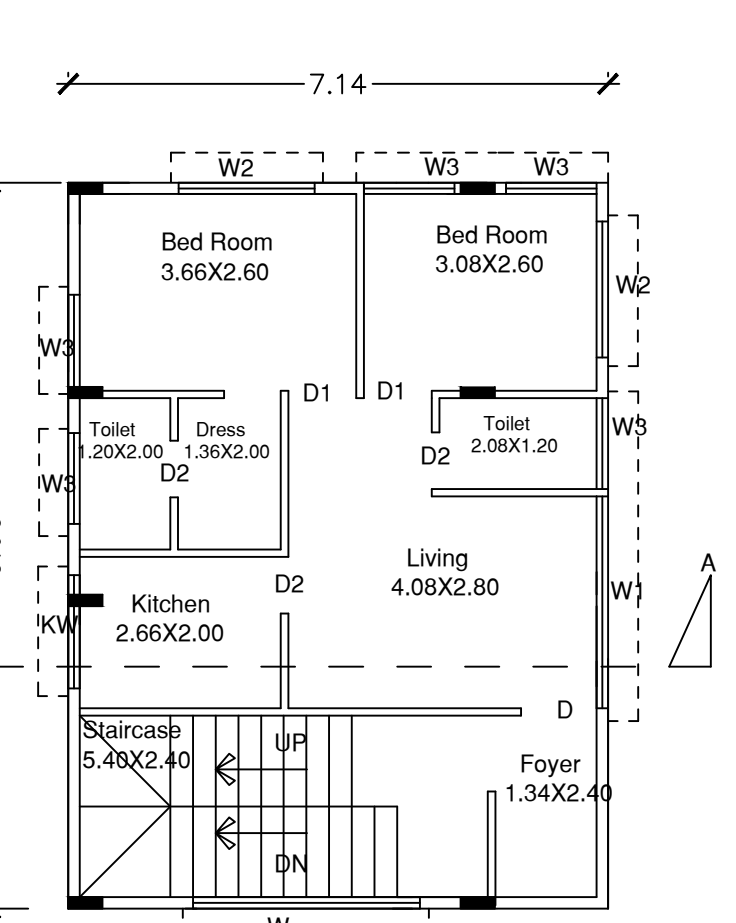 7.14
W2
W3
W3
Bed Room
3.66X2.60
Bed Room
3.08X2.60
W2
W3
D1
D1
Toilet
1.20X2.00
Dress
1.36X2.00
Toilet
2.08X1.20
W3
D2
D2
W3
Living
4.08X2.80
A
D2
W1
Kitchen
2.66X2.00
KW
D
Staircase
5.40X2.40
UP
Foyer
1.34X2.40
DN